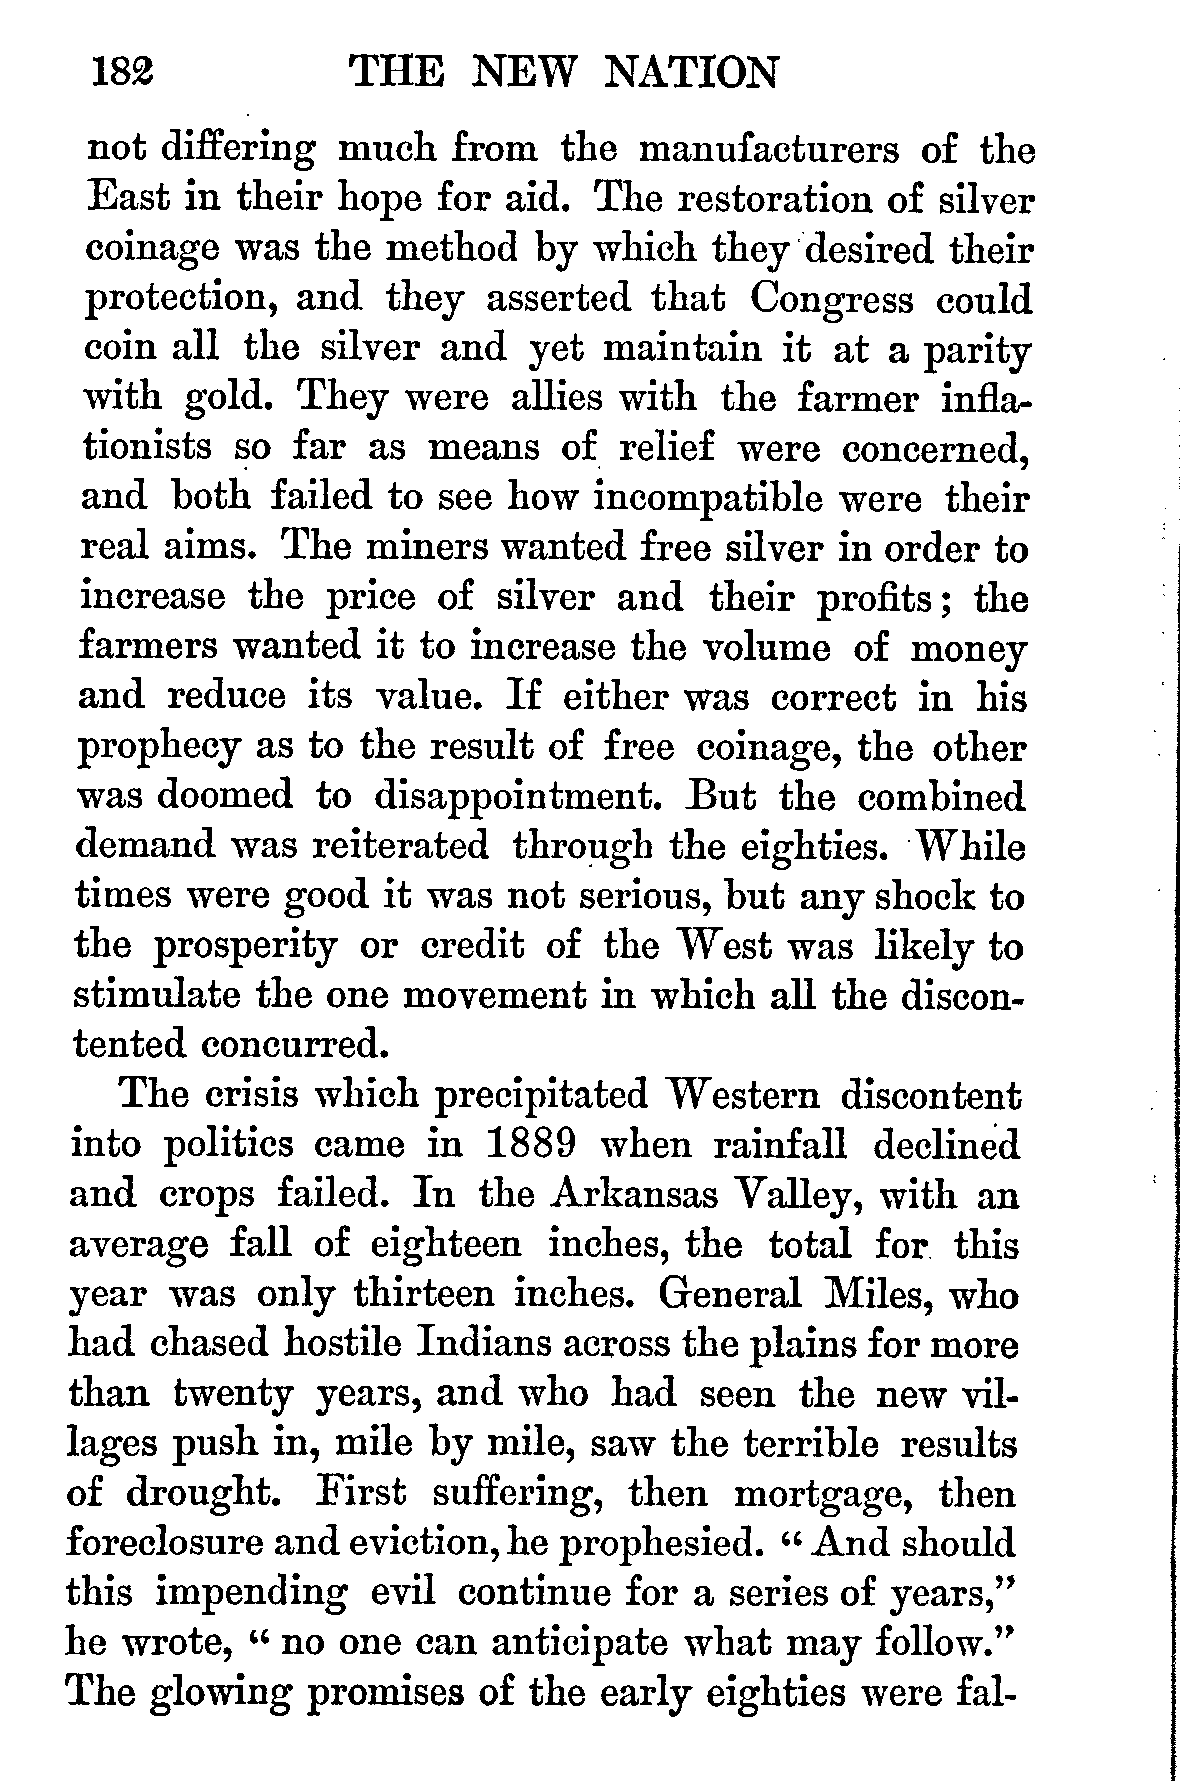 182 THE NEW NATION
not differing much from the manufacturers of the
East in their hope for aid. The restoration of silver
coinage was the method by which they desired their
protection, and they asserted that Congress could
coin all the silver and yet maintain it at a parity
with gold. They were allies with the farmer infla-
tionists so far as means of relief were concerned,
and both failed to see how incompatible were their
real aims. The miners wanted free silver in order to
increase the price of silver and their profits; the
farmers wanted it to increase the volume of money
and reduce its value. If either was correct in his
prophecy as to the result of free coinage, the other
was doomed to disappointment. But the combined
demand was reiterated through the eighties. While
times were good it was not serious, but any shock to
the prosperity or credit of the West was likely to
stimulate the one movement in which all the discon-
tented concurred.
The crisis which precipitated Western discontent
into politics came in 1889 when rainfall declined
and crops failed. In the Arkansas Valley, with an
average fall of eighteen inches, the total for this
year was only thirteen inches. General Miles, who
had chased hostile Indians across the plains for more
than twenty years, and who had seen the new vil-
lages push in, mile by mile, saw the terrible results
of drought. First suffering, then mortgage, then
foreclosure and eviction, he prophesied. “And should
this impending evil continue for a series of years,”
he wrote, “no one can anticipate what may follow.”
The glowing promises of the early eighties were fal-